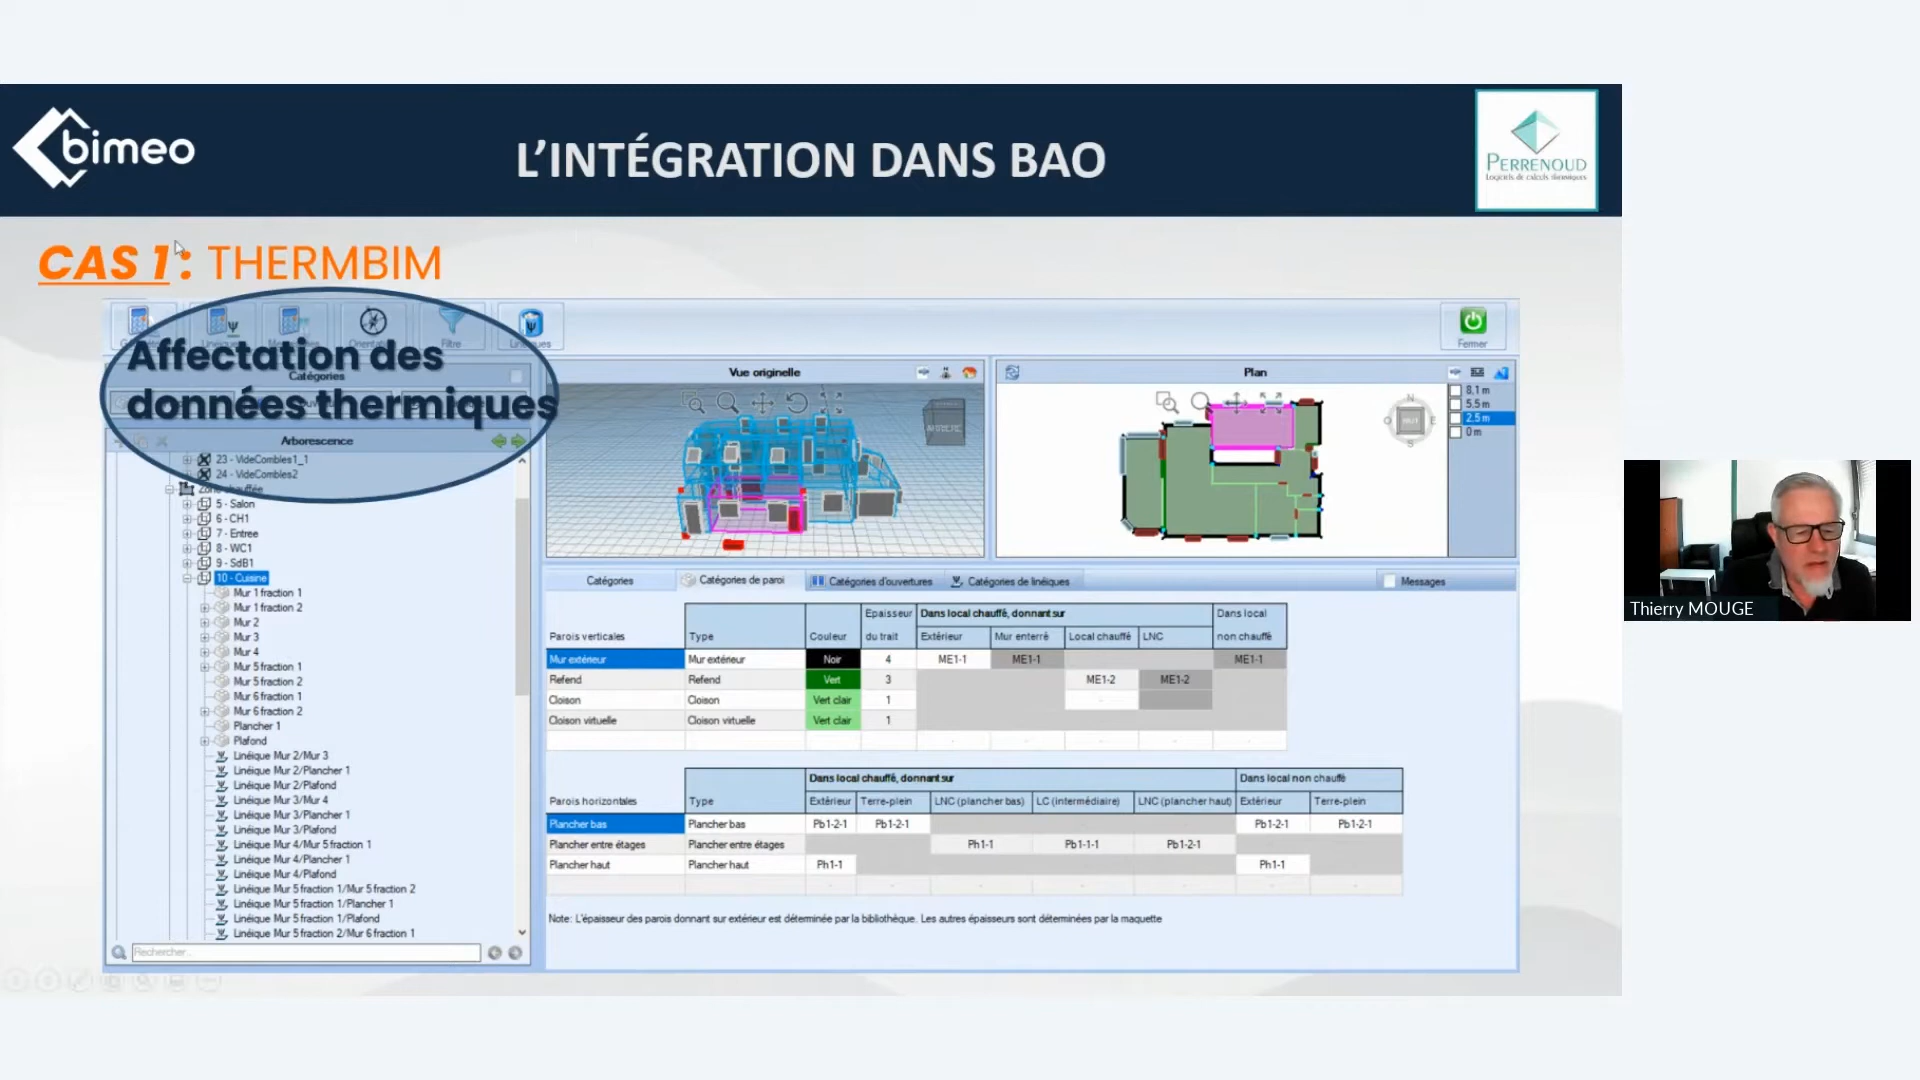 bimeo
L'INTÉGRATION DANS BAO
PERRENOUD
Logiciels de calculs thermiques
CAS 1 : THERMBIM
Affectation des
données thermiques
Filtre
Fermer
Catégories
Arborescence
23 - VideCombles1_1
24 - VideCombles2
5 - Salon
6 - CH1
7 - Entree
8 - WC1
9 - SdB1
10 - Cuisine
Mur 1 fraction 1
Mur 1 fraction 2
Mur 2
Mur 3
Mur 4
Mur 5 fraction 1
Mur 5 fraction 2
Mur 6 fraction 1
Mur 6 fraction 2
Plancher 1
Plafond
Linéique Mur 2/Mur 3
Linéique Mur 2/Plancher 1
Linéique Mur 2/Plafond
Linéique Mur 3/Mur 4
Linéique Mur 3/Plancher 1
Linéique Mur 3/Plafond
Linéique Mur 4/Mur 5 fraction 1
Linéique Mur 4/Plancher 1
Linéique Mur 4/Plafond
Linéique Mur 5 fraction 1/Mur 5 fraction 2
Linéique Mur 5 fraction 1/Plancher 1
Linéique Mur 5 fraction 1/Plafond
Linéique Mur 5 fraction 2/Mur 6 fraction 1
Rechercher...
Vue originelle
Plan
N
O E
S
8,1 m
5,5 m
2,5 m
0 m
Catégories Catégories de paroi Catégories d'ouvertures Catégories de linéiques Messages
Epaisseur Dans local chauffé, donnant sur Dans local
Parois verticales Type Couleur du trait Extérieur Mur enterré Local chauffé LNC non chauffé
Mur extérieur Mur extérieur Noir 4 ME1-1 ME1-1 ME1-1
Refend Refend Vert 3 ME1-2 ME1-2
Cloison Cloison Vert clair 1
Cloison virtuelle Cloison virtuelle Vert clair 1
Dans local chauffé, donnant sur Dans local non chauffé
Parois horizontales Type Extérieur Terre-plein LNC (plancher bas) LC (intermédiaire) LNC (plancher haut) Extérieur Terre-plein
Plancher bas Plancher bas Pb1-2-1 Pb1-2-1 Pb1-2-1 Pb1-2-1
Plancher entre étages Plancher entre étages Ph1-1 Pb1-1-1 Pb1-2-1
Plancher haut Plancher haut Ph1-1 Ph1-1
Note: L'épaisseur des parois donnant sur extérieur est déterminée par la bibliothèque. Les autres épaisseurs sont déterminées par la maquette
Thierry MOUGE